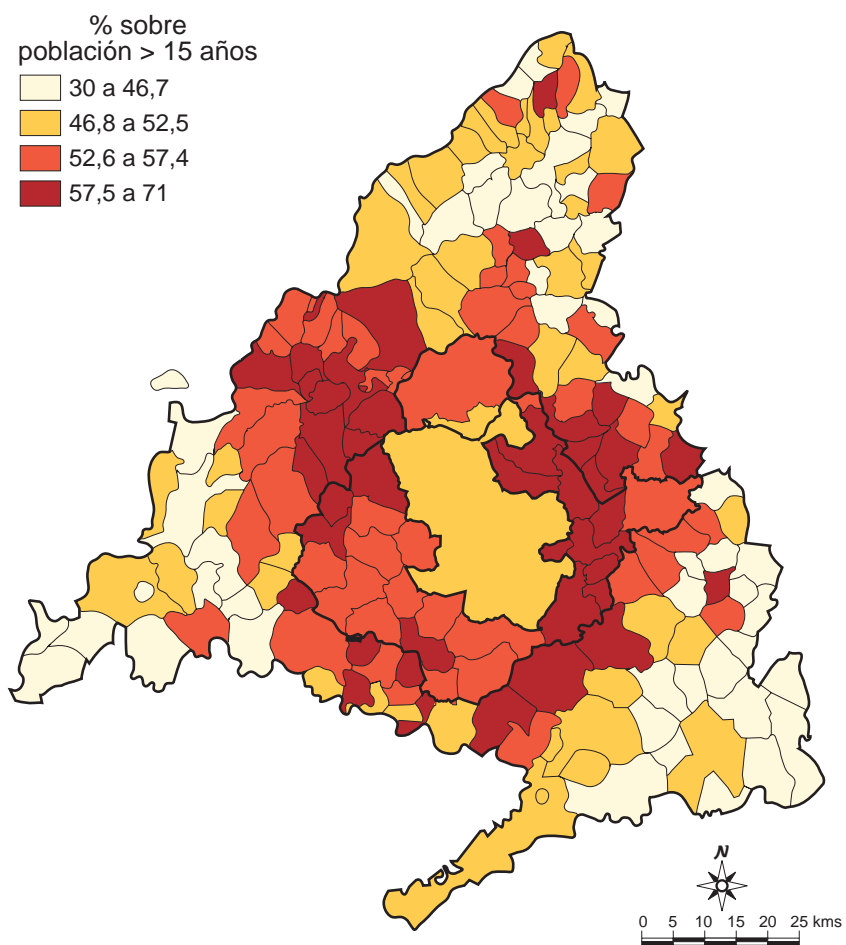 % sobre
población > 15 años
30 a 46,7
46,8 a 52,5
52,6 a 57,4
57,5 a 71
N
0 5 10 15 20 25 kms